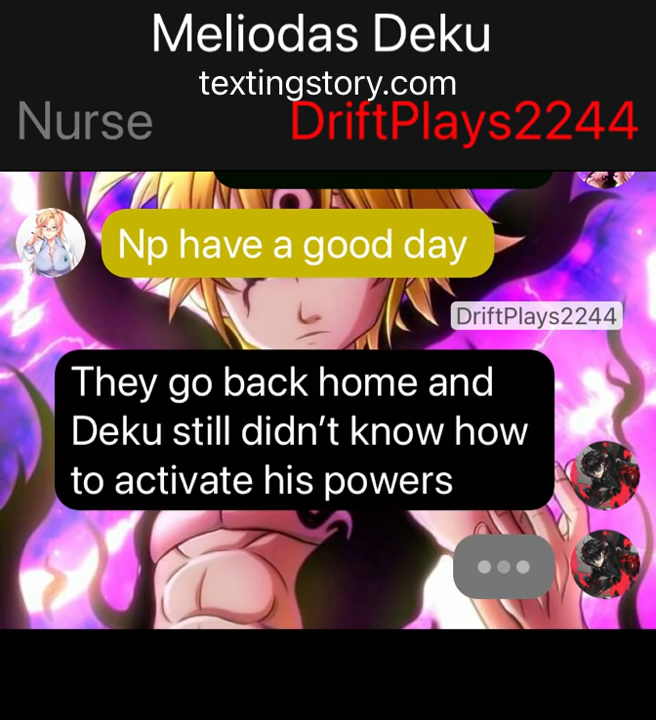 Meliodas Deku
textingstory.com
Nurse DriftPlays2244
Np have a good day
DriftPlays2244
They go back home and
Deku still didn’t know how
to activate his powers